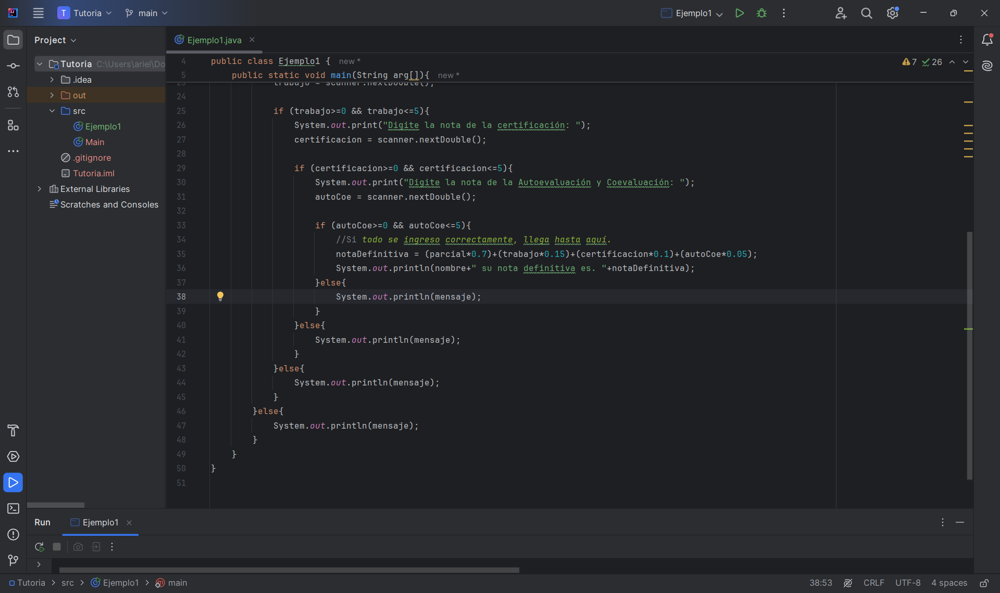 T Tutoria main Ejemplo1
Project
Ejemplo1.java
Tutoria C:\Users\ariel\Do
.idea
out
src
Ejemplo1
Main
.gitignore
Tutoria.iml
External Libraries
Scratches and Consoles
7 26
4 public class Ejemplo1 { new *
5 public static void main(String arg[]){ new *
23 trabajo = scanner.nextDouble();
24
25 if (trabajo>=0 && trabajo<=5){
26 System.out.print("Digite la nota de la certificación: ");
27 certificacion = scanner.nextDouble();
28
29 if (certificacion>=0 && certificacion<=5){
30 System.out.print("Digite la nota de la Autoevaluación y Coevaluación: ");
31 autoCoe = scanner.nextDouble();
32
33 if (autoCoe>=0 && autoCoe<=5){
34 //Si todo se ingreso correctamente, llega hasta aquí.
35 notaDefinitiva = (parcial*0.7)+(trabajo*0.15)+(certificacion*0.1)+(autoCoe*0.05);
36 System.out.println(nombre+" su nota definitiva es. "+notaDefinitiva);
37 }else{
38 System.out.println(mensaje);
39 }
40 }else{
41 System.out.println(mensaje);
42 }
43 }else{
44 System.out.println(mensaje);
45 }
46 }else{
47 System.out.println(mensaje);
48 }
49 }
50 }
51
Run Ejemplo1
Tutoria > src > Ejemplo1 > main
38:53 CRLF UTF-8 4 spaces